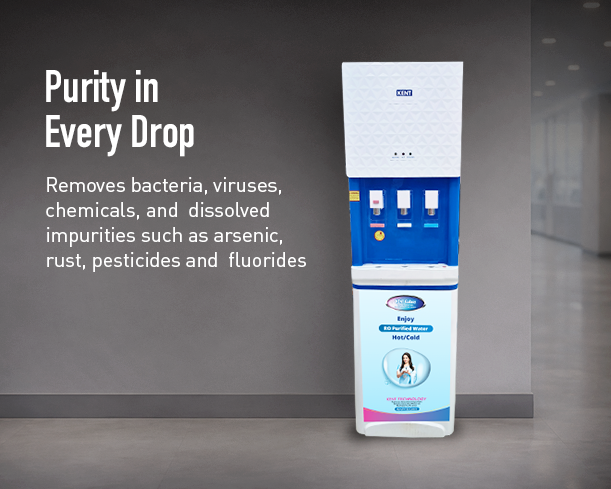 Purity in
Every Drop
Removes bacteria, viruses,
chemicals, and dissolved
impurities such as arsenic,
rust, pesticides and fluorides
KENT
Enjoy
RO Purified Water
Hot/Cold